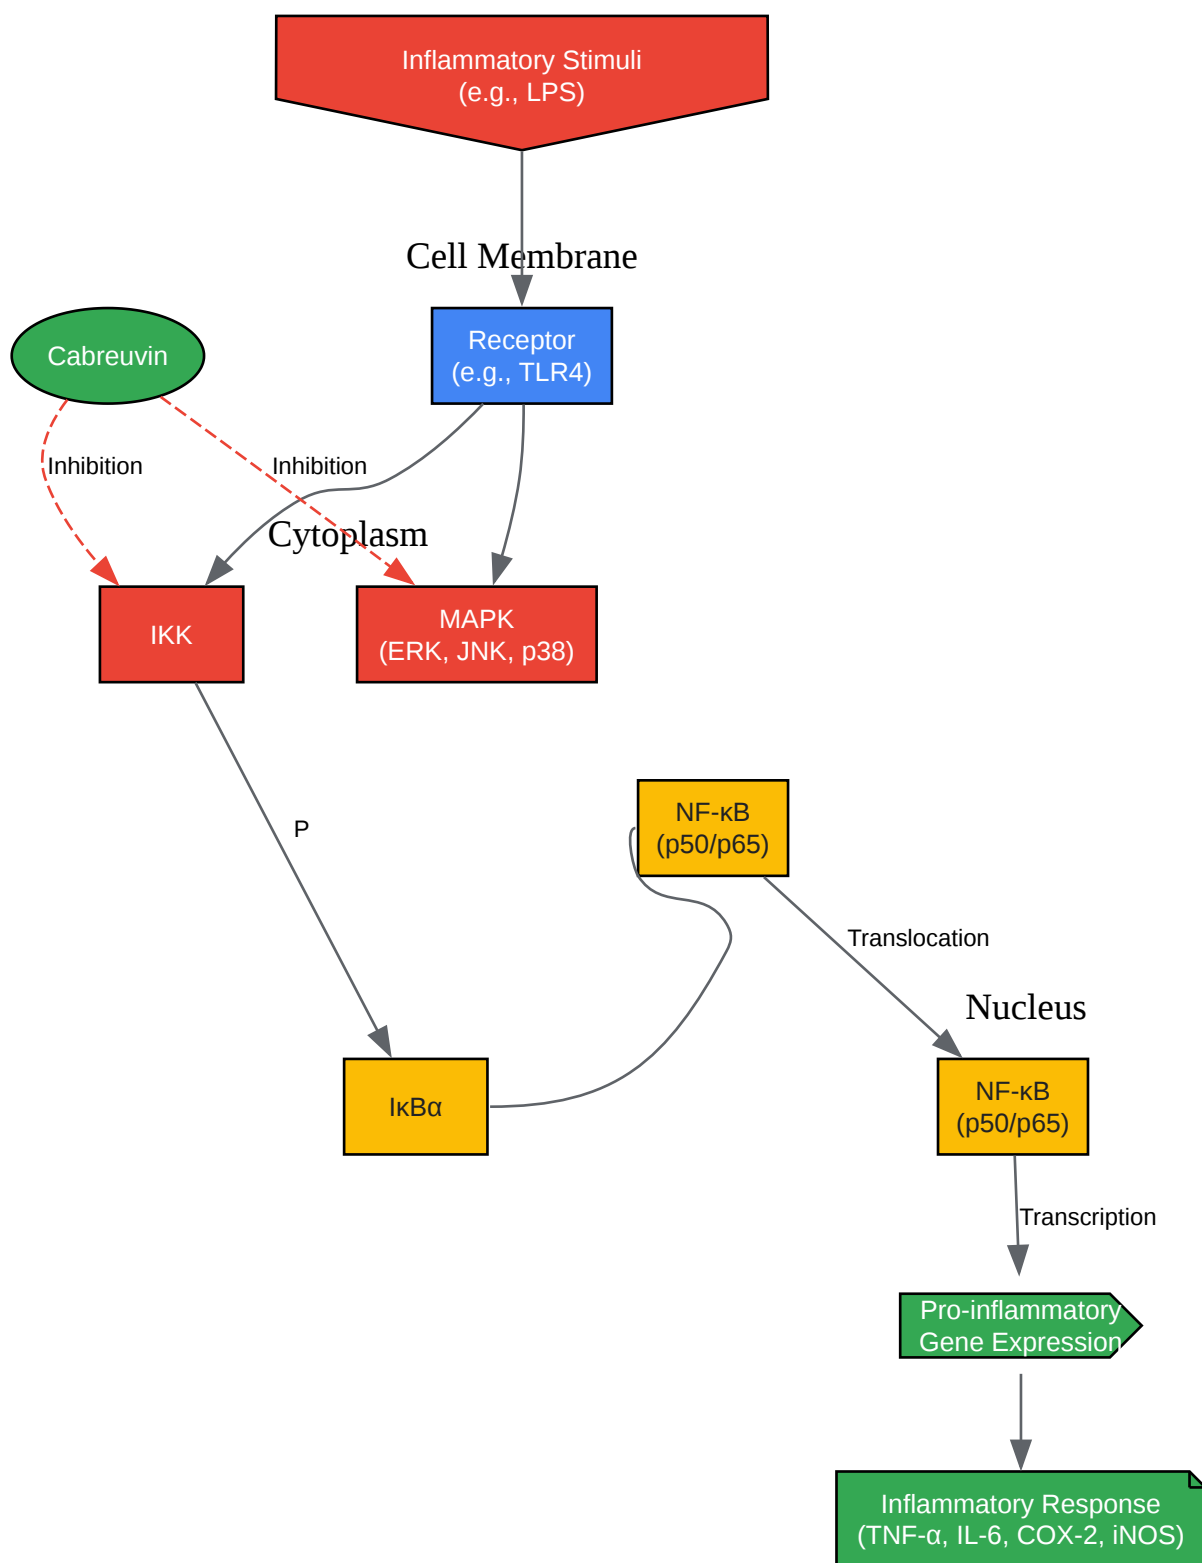 Inflammatory Stimuli
(e.g., LPS)
Cell Membrane
Receptor
(e.g., TLR4)
Cabreuvin
Inhibition
Inhibition
Cytoplasm
IKK
MAPK
(ERK, JNK, p38)
P
NF-κB
(p50/p65)
Translocation
Nucleus
IκBα
NF-κB
(p50/p65)
Transcription
Pro-inflammatory
Gene Expression
Inflammatory Response
(TNF-α, IL-6, COX-2, iNOS)